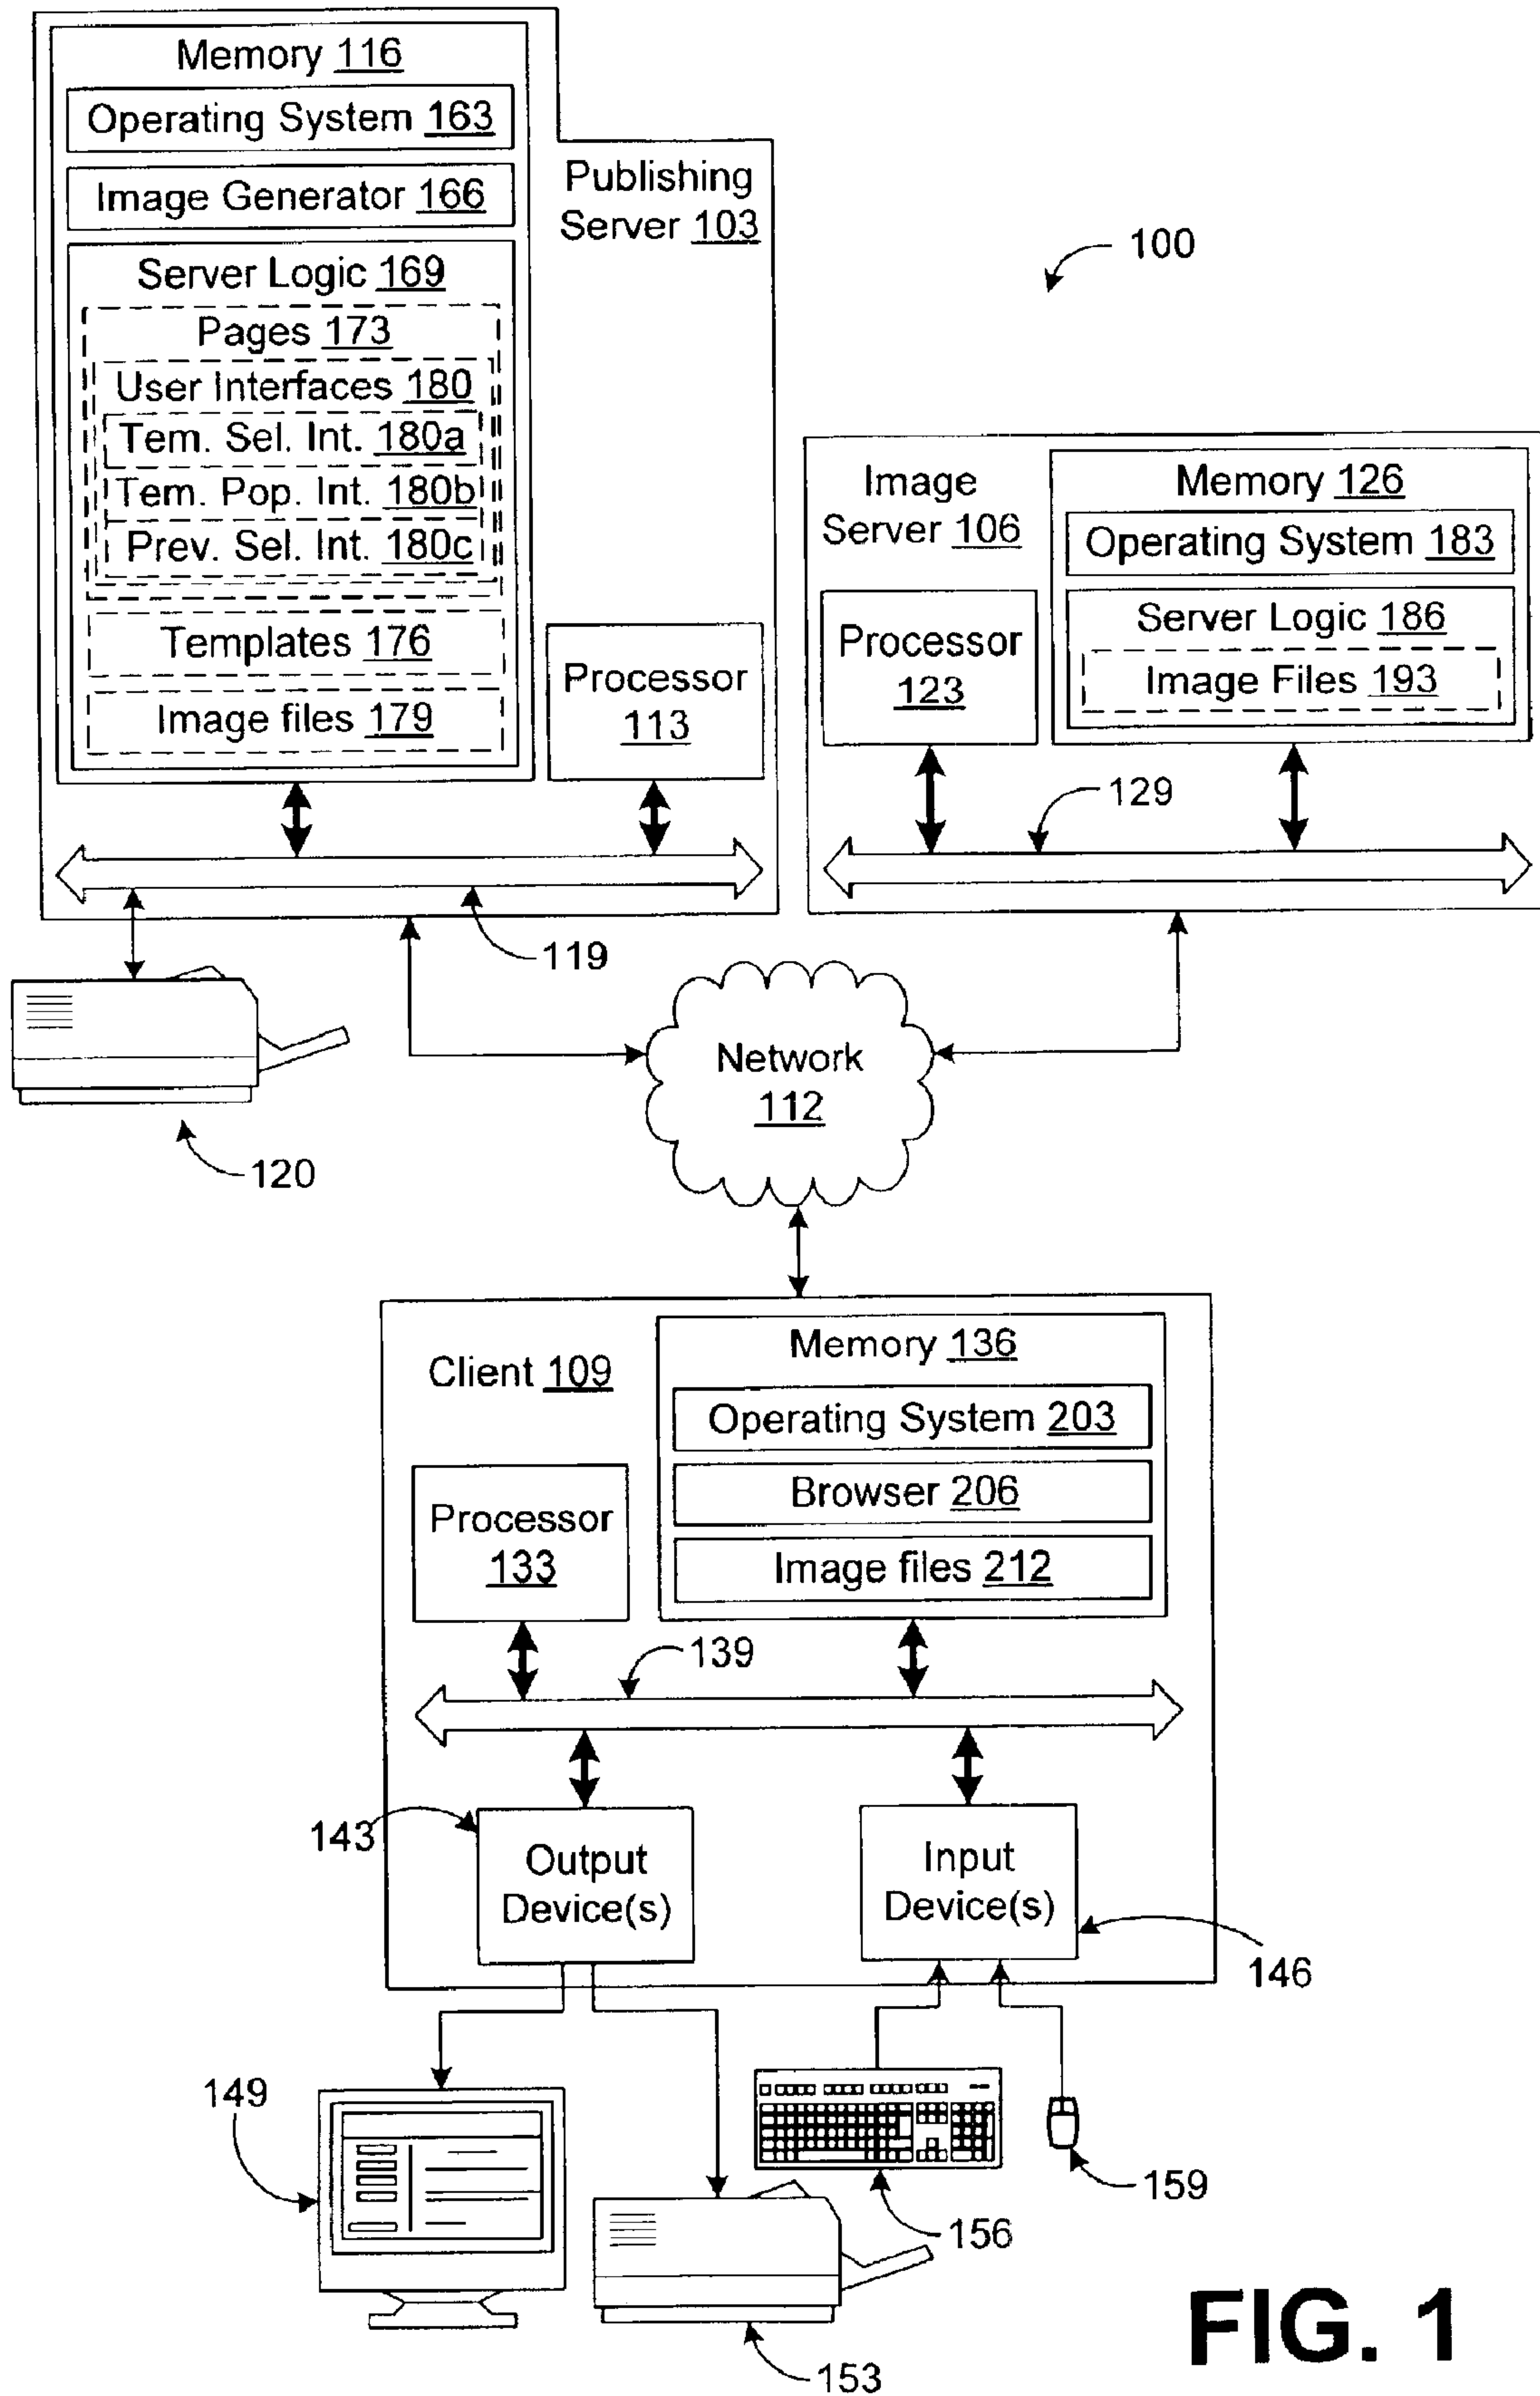 Memory 116
Operating System 163
Image Generator 166
Server Logic 169
Pages 173
User Interfaces 180
Tem. Sel. Int. 180a
Tem. Pop. Int. 180b
Prev. Sel. Int. 180c
Templates 176
Image files 179
Publishing
Server 103
Processor
113
119
120
100
Image
Server 106
Processor
123
Memory 126
Operating System 183
Server Logic 186
Image Files 193
129
Network
112
Client 109
Processor
133
Memory 136
Operating System 203
Browser 206
Image files 212
139
143
Output
Device(s)
Input
Device(s)
146
149
153
156
159
FIG. 1